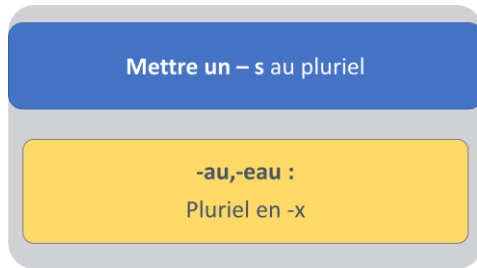 Mettre un – s au pluriel
-au,-eau :
Pluriel en -x